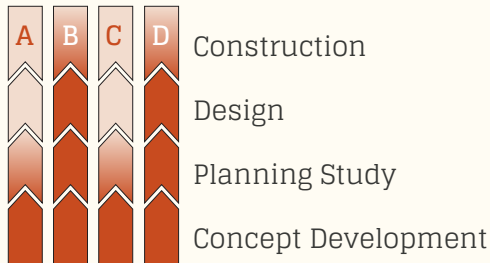 A B C D
Construction
Design
Planning Study
Concept Development